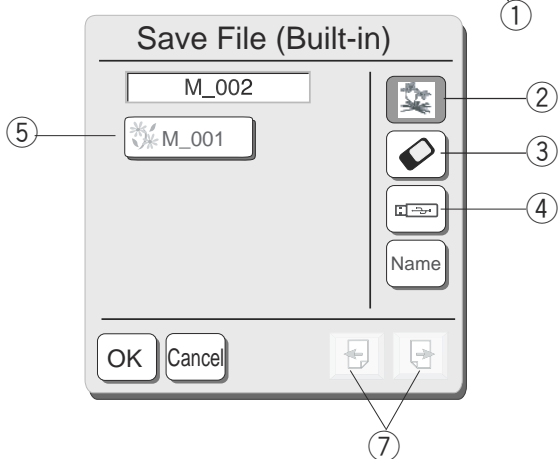 ①
Save File (Built-in)
M_002
②
⑤
M_001
③
④
Name
OK
Cancel
⑦